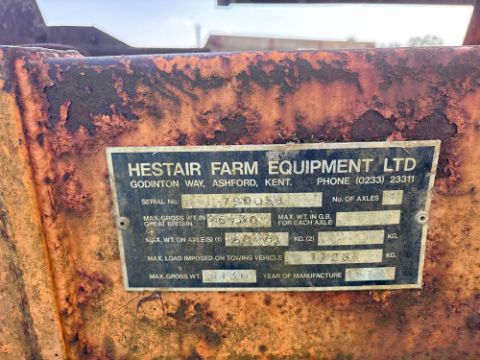 HESTAIR FARM EQUIPMENT LTD
GODINTON WAY, ASHFORD, KENT. PHONE (0233) 23311
SERIAL No. No. OF AXLES 1
MAX. GROSS WT. IN GREAT BRITAIN MAX. WT. IN G.B. FOR EACH AXLE
MAX. WT. ON AXLE(S) (1) KG. (2) KG.
MAX. LOAD IMPOSED ON TOWING VEHICLE KG.
MAX. GROSS WT. YEAR OF MANUFACTURE